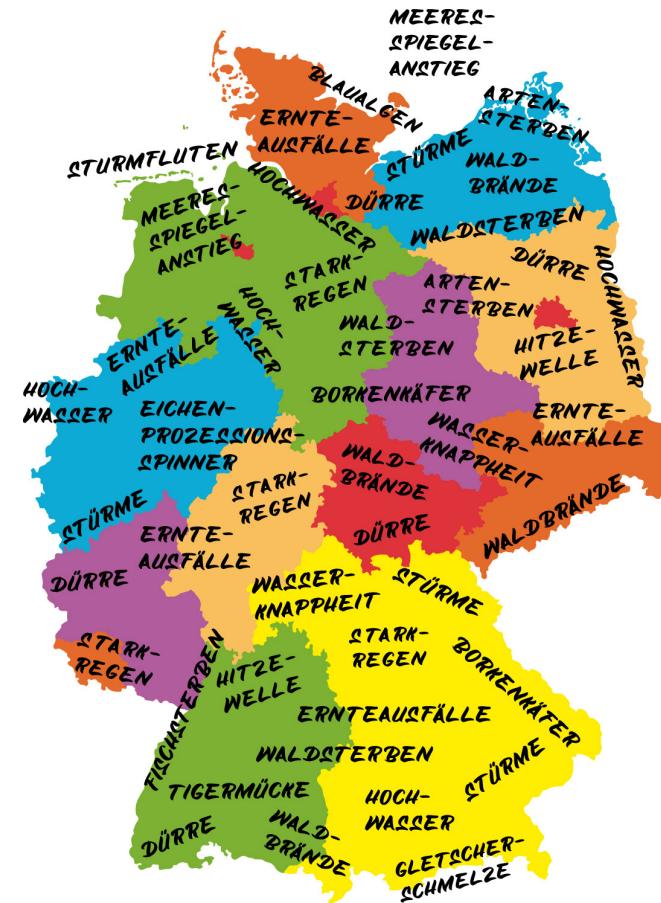 MEERES-
SPIEGEL-
ANSTIEG
BLAUALGEN
ARTEN-
STERBEN
ERNTE-
AUSFÄLLE
STÜRME
WALD-
BRÄNDE
STURMFLUTEN
HOCHWASSER
DÜRRE
MEERES-
SPIEGEL-
ANSTIEG
WALDSTERBEN
DÜRRE
HOCHWASSER
STARK-
REGEN
ARTEN-
STERBEN
HOCH-
WASSER
WALD-
STERBEN
HITZE-
WELLE
ERNTE-
AUSFÄLLE
HOCH-
WASSER
BORKENKÄFER
EICHEN-
PROZESSIONS-
SPINNER
WASSER-
KNAPPHEIT
ERNTE-
AUSFÄLLE
WALD-
BRÄNDE
STARK-
REGEN
STÜRME
DÜRRE
WALDBRÄNDE
ERNTE-
AUSFÄLLE
DÜRRE
WASSER-
KNAPPHEIT
STÜRME
STARK-
REGEN
FISCHSTERBEN
HITZE-
WELLE
STARK-
REGEN
BORKENKÄFER
ERNTEAUSFÄLLE
WALDSTERBEN
STÜRME
TIGERMÜCKE
HOCH-
WASSER
DÜRRE
WALD-
BRÄNDE
GLETSCHER-
SCHMELZE